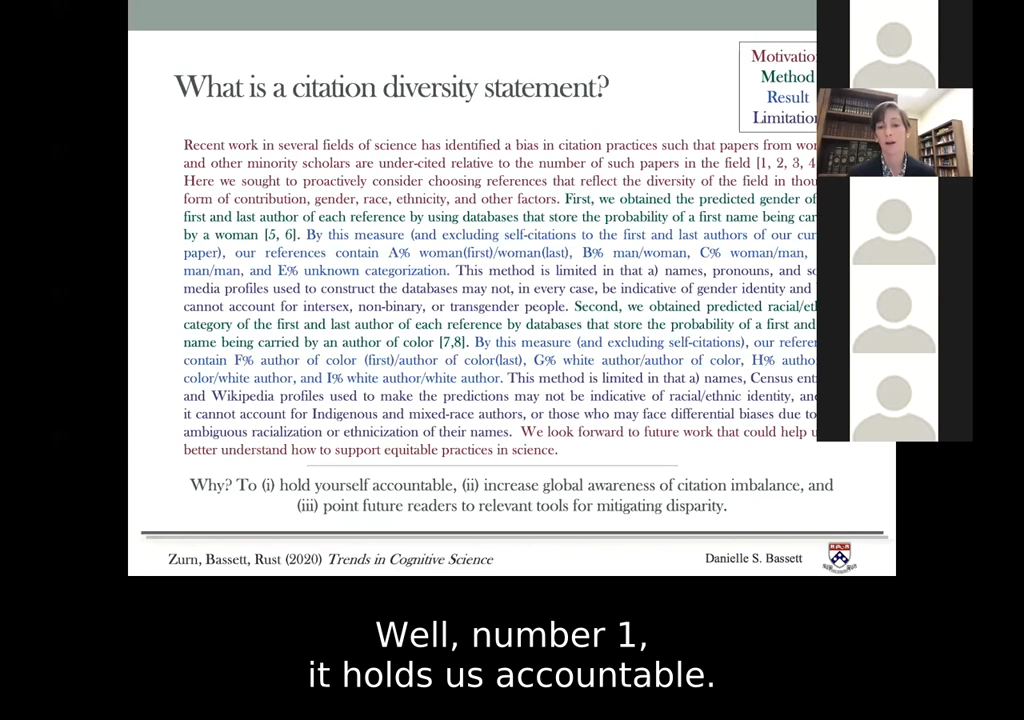 What is a citation diversity statement?
Motivatio
Method
Result
Limitation
Recent work in several fields of science has identified a bias in citation practices such that papers from wo
and other minority scholars are under-cited relative to the number of such papers in the field [1, 2, 3, 4
Here we sought to proactively consider choosing references that reflect the diversity of the field in thou
form of contribution, gender, race, ethnicity, and other factors. First, we obtained the predicted gender of
first and last author of each reference by using databases that store the probability of a first name being car
by a woman [5, 6]. By this measure (and excluding self-citations to the first and last authors of our cur
paper), our references contain A% woman(first)/woman(last), B% man/woman, C% woman/man,
man/man, and E% unknown categorization. This method is limited in that a) names, pronouns, and so
media profiles used to construct the databases may not, in every case, be indicative of gender identity and
cannot account for intersex, non-binary, or transgender people. Second, we obtained predicted racial/eth
category of the first and last author of each reference by databases that store the probability of a first and
name being carried by an author of color [7,8]. By this measure (and excluding self-citations), our referen
contain F% author of color (first)/author of color(last), G% white author/author of color, H% autho
color/white author, and I% white author/white author. This method is limited in that a) names, Census ent
and Wikipedia profiles used to make the predictions may not be indicative of racial/ethnic identity, and
it cannot account for Indigenous and mixed-race authors, or those who may face differential biases due to
ambiguous racialization or ethnicization of their names. We look forward to future work that could help u
better understand how to support equitable practices in science.
Why? To (i) hold yourself accountable, (ii) increase global awareness of citation imbalance, and
(iii) point future readers to relevant tools for mitigating disparity.
Zurn, Bassett, Rust (2020) Trends in Cognitive Science
Danielle S. Bassett
Well, number 1,
it holds us accountable.